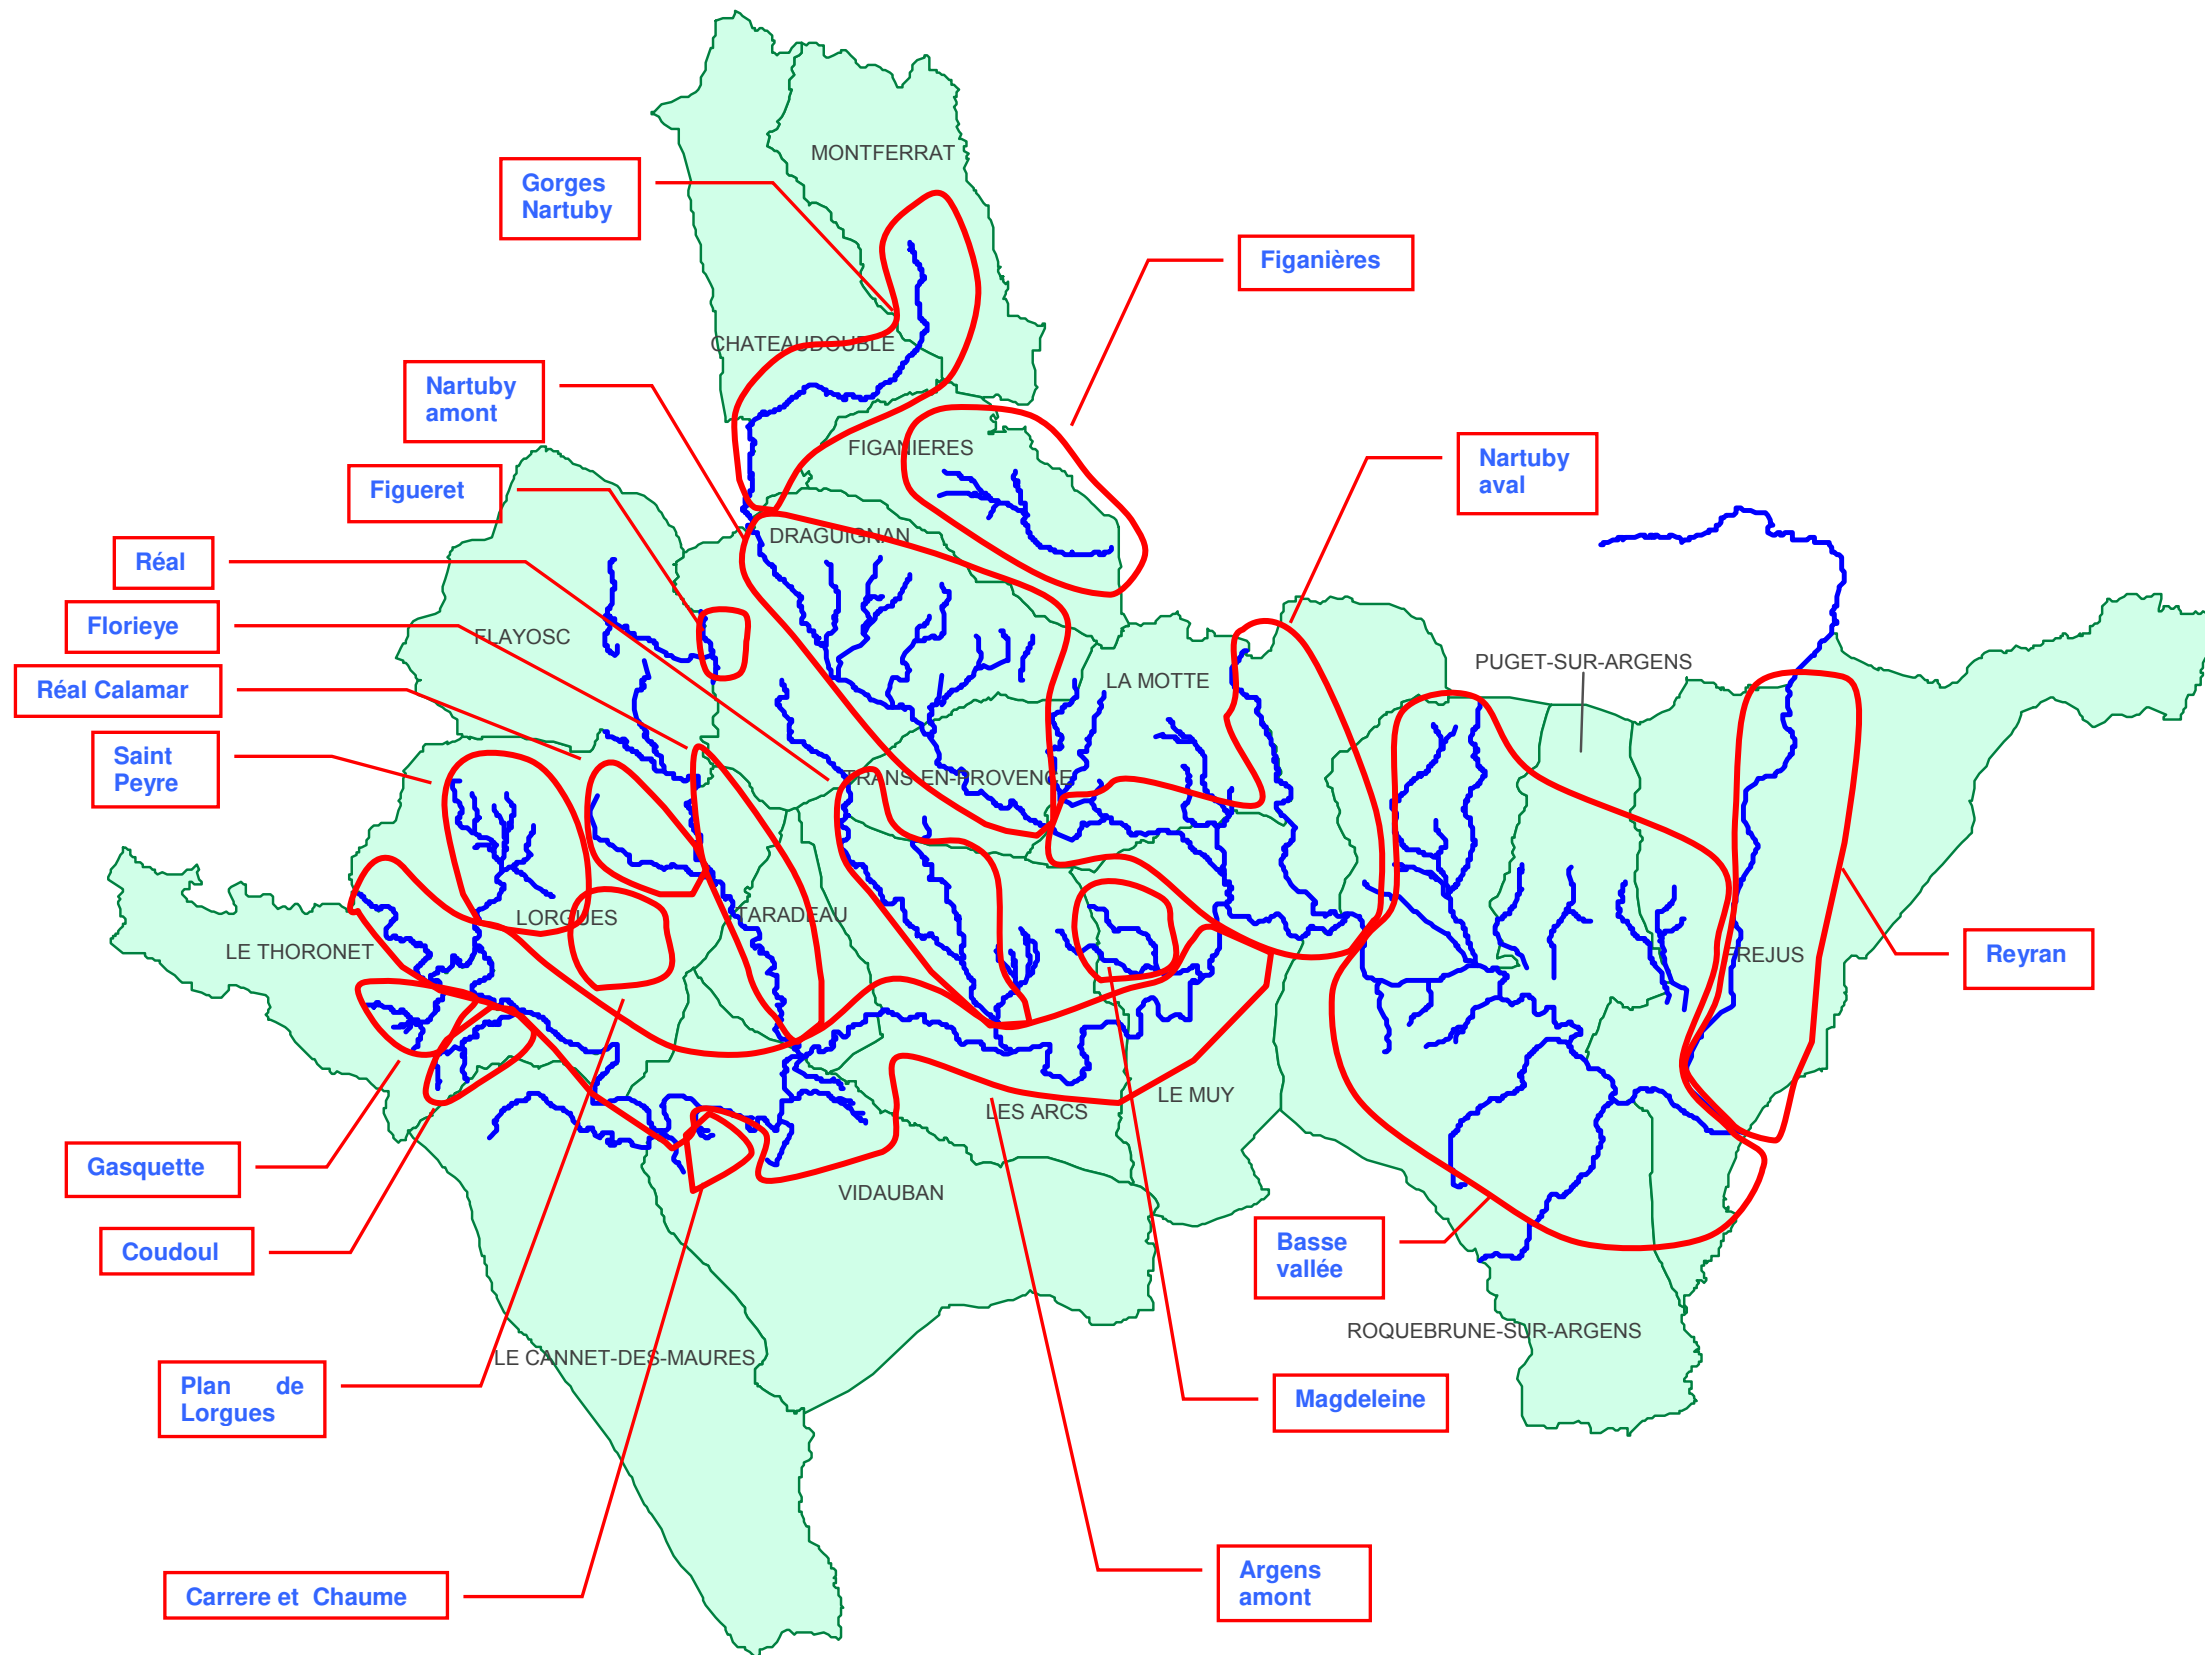 MONTFERRAT
Gorges
Nartuby
Figanières
CHATEAUDOUBLE
Nartuby
amont
FIGANIERES
Nartuby
aval
Figueret
DRAGUIGNAN
Réal
Florieye
FLAYOSC
PUGET-SUR-ARGENS
LA MOTTE
Réal Calamar
Saint
Peyre
TRANS-EN-PROVENCE
LORGUES
TARADEAU
LE THORONET
FREJUS
Reyran
LE MUY
LES ARCS
Gasquette
VIDAUBAN
Coudoul
Basse
vallée
ROQUEBRUNE-SUR-ARGENS
LE CANNET-DES-MAURES
Plan de
Lorgues
Magdeleine
Argens
amont
Carrere et Chaume